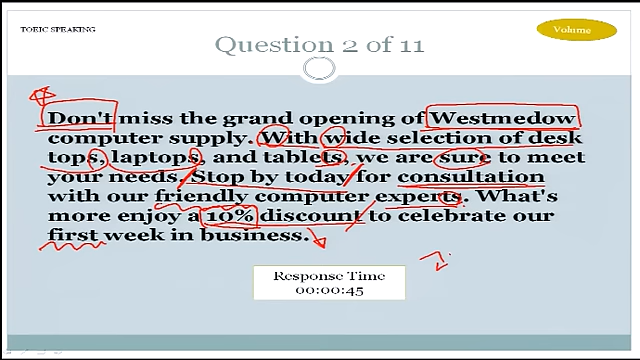 TOEIC SPEAKING
Volume
Question 2 of 11
Don't miss the grand opening of Westmedow
computer supply. With wide selection of desk
tops, laptops, and tablets, we are sure to meet
your needs. Stop by today for consultation
with our friendly computer experts. What's
more enjoy a 10% discount to celebrate our
first week in business.
Response Time
00:00:45